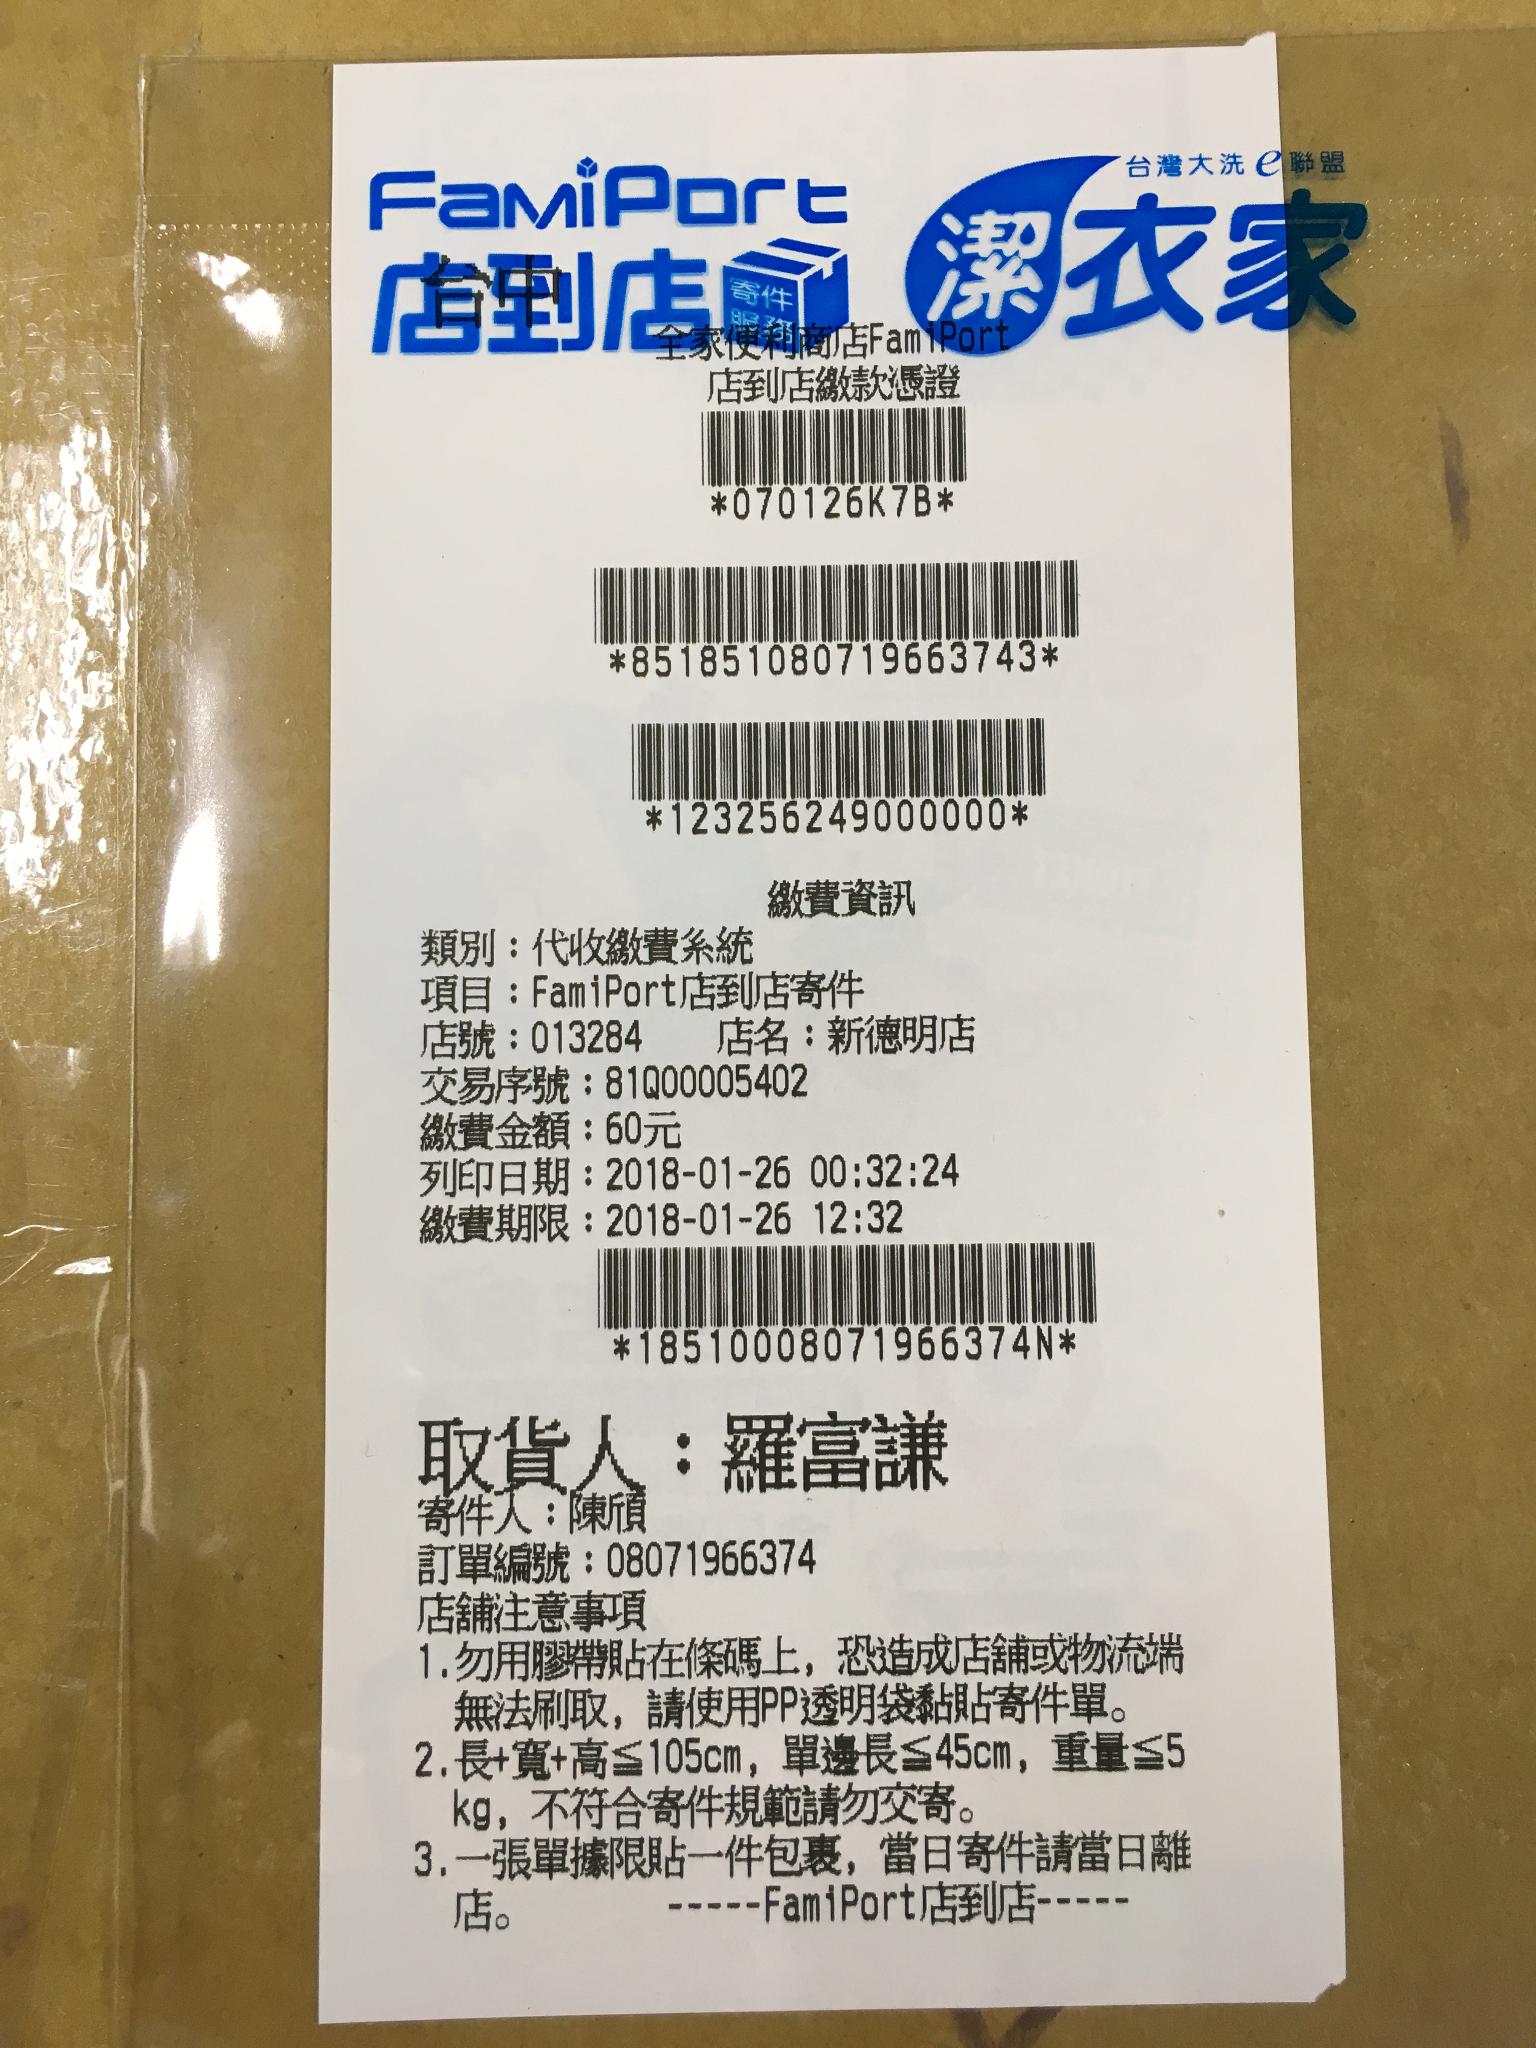 FamiPort
台灣大洗e聯盟
店到店
寄件
服務
潔衣家
台中
全家便利商店FamiPort
店到店繳款憑證
*070126K7B*
*851851080719663743*
*123256249000000*
繳費資訊
類別：代收繳費系統
項目：FamiPort店到店寄件
店號：013284 店名：新德明店
交易序號：81Q00005402
繳費金額：60元
列印日期：2018-01-26 00:32:24
繳費期限：2018-01-26 12:32
*18510008071966374N*
取貨人：羅富謙
寄件人：陳頎
訂單編號：08071966374
店舖注意事項
1.勿用膠帶貼在條碼上，恐造成店舖或物流端
無法刷取，請使用PP透明袋黏貼寄件單。
2.長+寬+高≦105cm，單邊長≦45cm，重量≦5
kg，不符合寄件規範請勿交寄。
3.一張單據限貼一件包裹，當日寄件請當日離
店。 -----FamiPort店到店-----